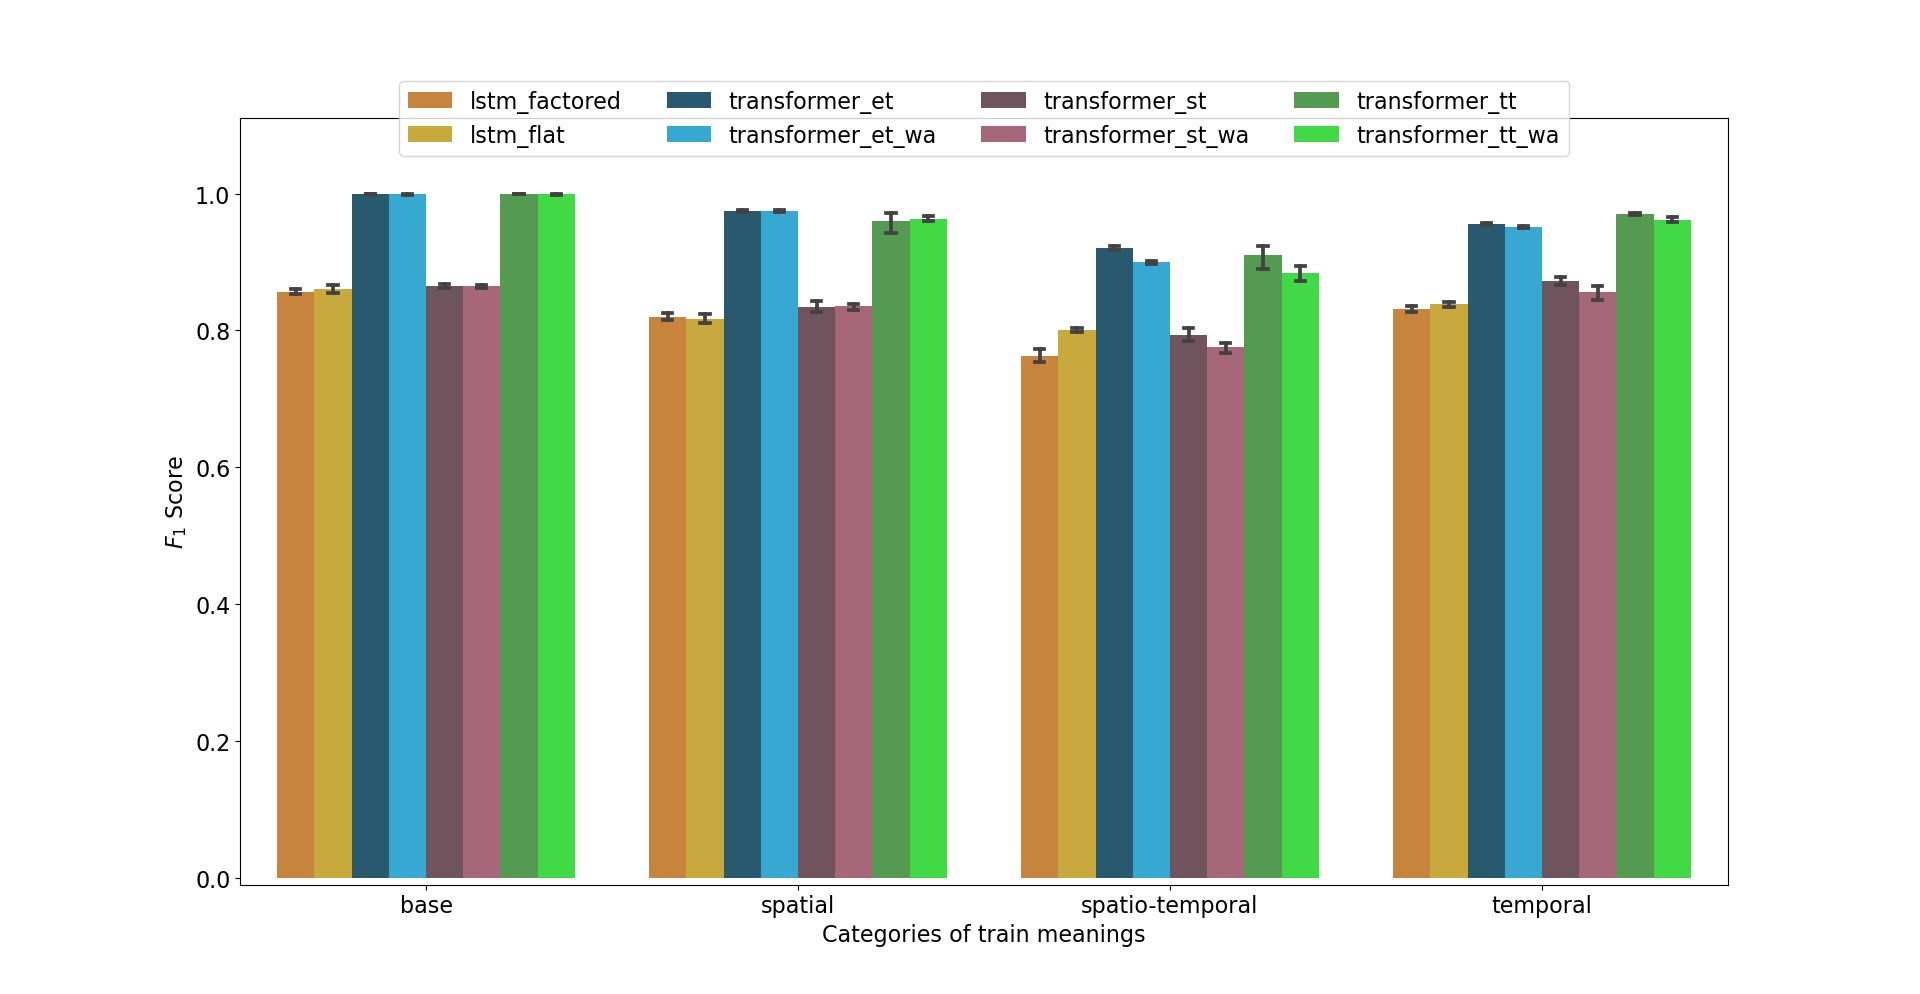 lstm_factored transformer_et transformer_st transformer_tt
lstm_flat transformer_et_wa transformer_st_wa transformer_tt_wa
1.0
0.8
0.6
0.4
0.2
0.0
F1 Score
base spatial spatio-temporal temporal
Categories of train meanings